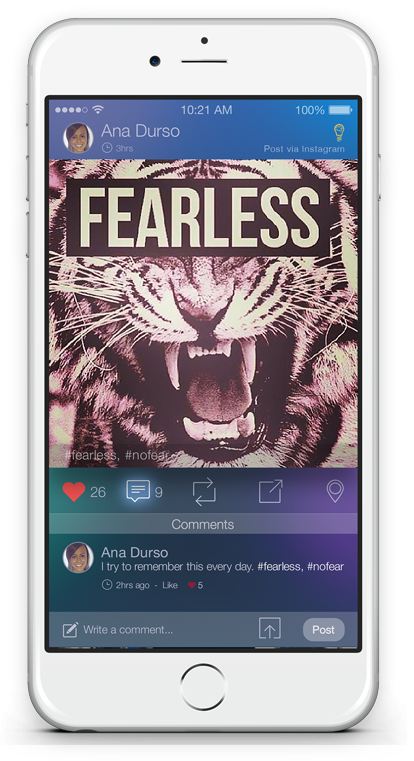 10:21 AM
100%
Ana Durso
3hrs
Post via Instagram
FEARLESS
#fearless, #nofear
26
9
Comments
Ana Durso
I try to remember this every day. #fearless, #nofear
2hrs ago - Like 5
Write a comment...
Post